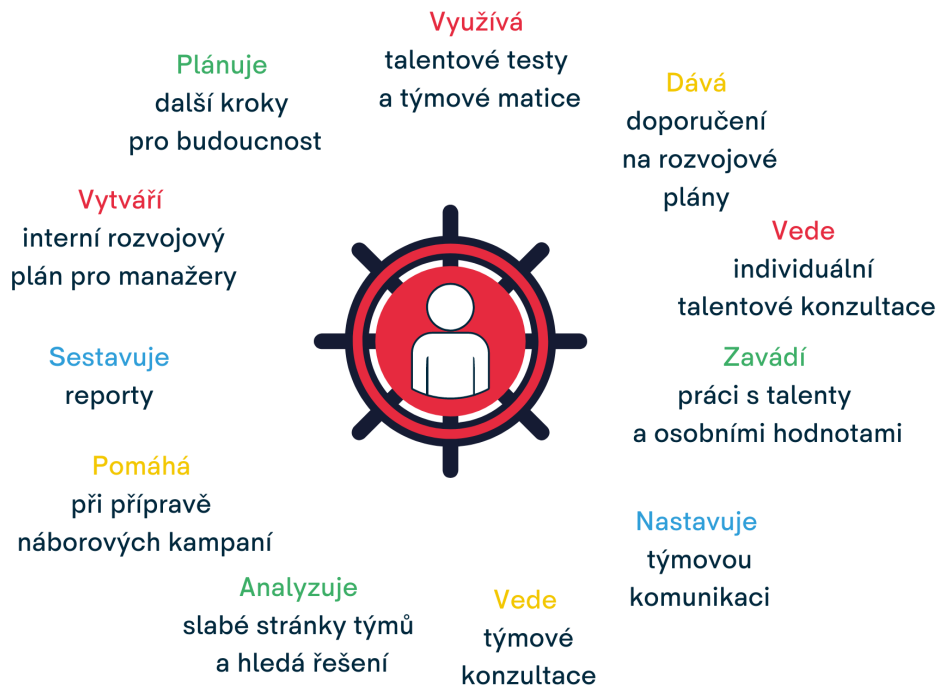 Využívá
talentové testy
a týmové matice
Dává
doporučení
na rozvojové
plány
Vede
individuální
talentové konzultace
Zavádí
práci s talenty
a osobními hodnotami
Nastavuje
týmovou
komunikaci
Vede
týmové
konzultace
Analyzuje
slabé stránky týmů
a hledá řešení
Pomáhá
při přípravě
náborových kampaní
Sestavuje
reporty
Vytváří
interní rozvojový
plán pro manažery
Plánuje
další kroky
pro budoucnost